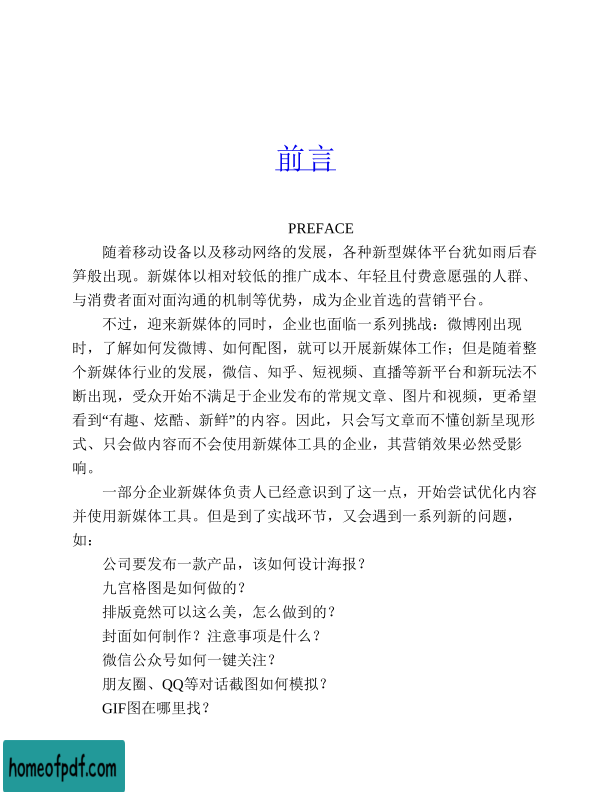 前言
PREFACE
随着移动设备以及移动网络的发展，各种新型媒体平台犹如雨后春
笋般出现。新媒体以相对较低的推广成本、年轻且付费意愿强的人群、
与消费者面对面沟通的机制等优势，成为企业首选的营销平台。
不过，迎来新媒体的同时，企业也面临一系列挑战：微博刚出现
时，了解如何发微博、如何配图，就可以开展新媒体工作；但是随着整
个新媒体行业的发展，微信、知乎、短视频、直播等新平台和新玩法不
断出现，受众开始不满足于企业发布的常规文章、图片和视频，更希望
看到“有趣、炫酷、新鲜”的内容。因此，只会写文章而不懂创新呈现形
式、只会做内容而不会使用新媒体工具的企业，其营销效果必然受影
响。
一部分企业新媒体负责人已经意识到了这一点，开始尝试优化内容
并使用新媒体工具。但是到了实战环节，又会遇到一系列新的问题，
如：
公司要发布一款产品，该如何设计海报？
九宫格图是如何做的？
排版竟然可以这么美，怎么做到的？
封面如何制作？注意事项是什么？
微信公众号如何一键关注？
朋友圈、QQ等对话截图如何模拟？
GIF图在哪里找？
homeofpdf.com